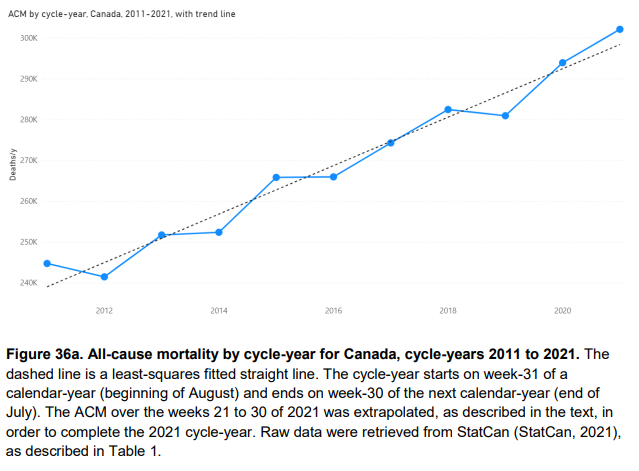 ACM by cycle-year, Canada, 2011-2021, with trend line
300K
290K
280K
270K
260K
250K
240K
Deaths/y
2012 2014 2016 2018 2020
Figure 36a. All-cause mortality by cycle-year for Canada, cycle-years 2011 to 2021. The
dashed line is a least-squares fitted straight line. The cycle-year starts on week-31 of a
calendar-year (beginning of August) and ends on week-30 of the next calendar-year (end of
July). The ACM over the weeks 21 to 30 of 2021 was extrapolated, as described in the text, in
order to complete the 2021 cycle-year. Raw data were retrieved from StatCan (StatCan, 2021),
as described in Table 1.